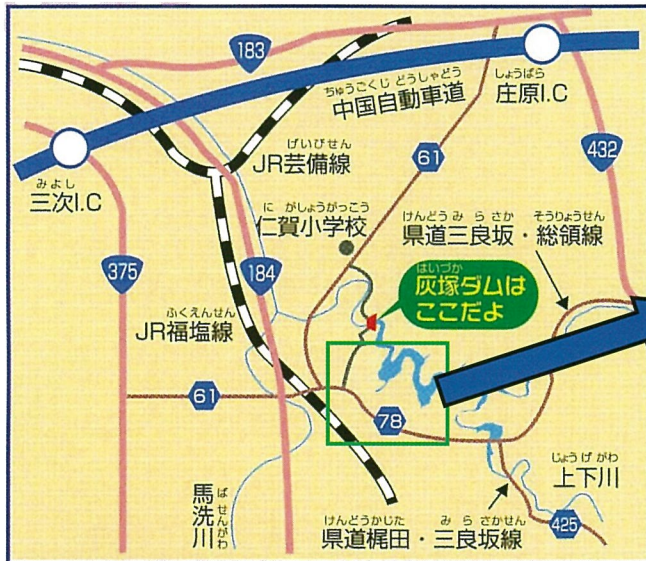 183
ちゅうごくじどうしゃどう
中国自動車道
しょうばら
庄原I.C
みよし
三次I.C
げいびせん
JR芸備線
61
432
にがしょうがっこう
仁賀小学校
けんどうみらさか そうりょうせん
県道三良坂・総領線
375
184
はいづか
灰塚ダムは
ここだよ
ふくえんせん
JR福塩線
61
78
じょうげがわ
上下川
ばせんがわ
馬洗川
けんどうかじた みらさかせん
県道梶田・三良坂線
425